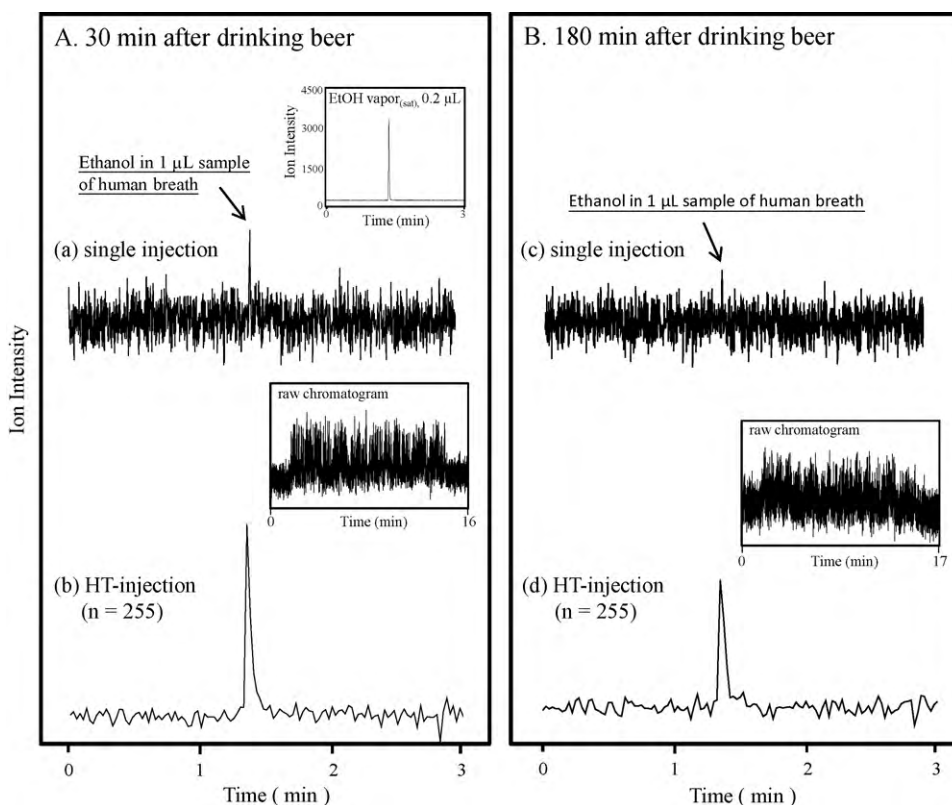 A. 30 min after drinking beer
4500
EtOH vapor(sat), 0.2 µL
3000
1500
0
Ion Intensity
0
3
Time (min)
Ethanol in 1 µL sample
of human breath
(a) single injection
raw chromatogram
0
Time (min)
16
(b) HT-injection
(n = 255)
Ion Intensity
0
1
2
3
Time ( min )
B. 180 min after drinking beer
Ethanol in 1 µL sample of human breath
(c) single injection
raw chromatogram
0
Time (min)
17
(d) HT-injection
(n = 255)
0
1
2
3
Time ( min )